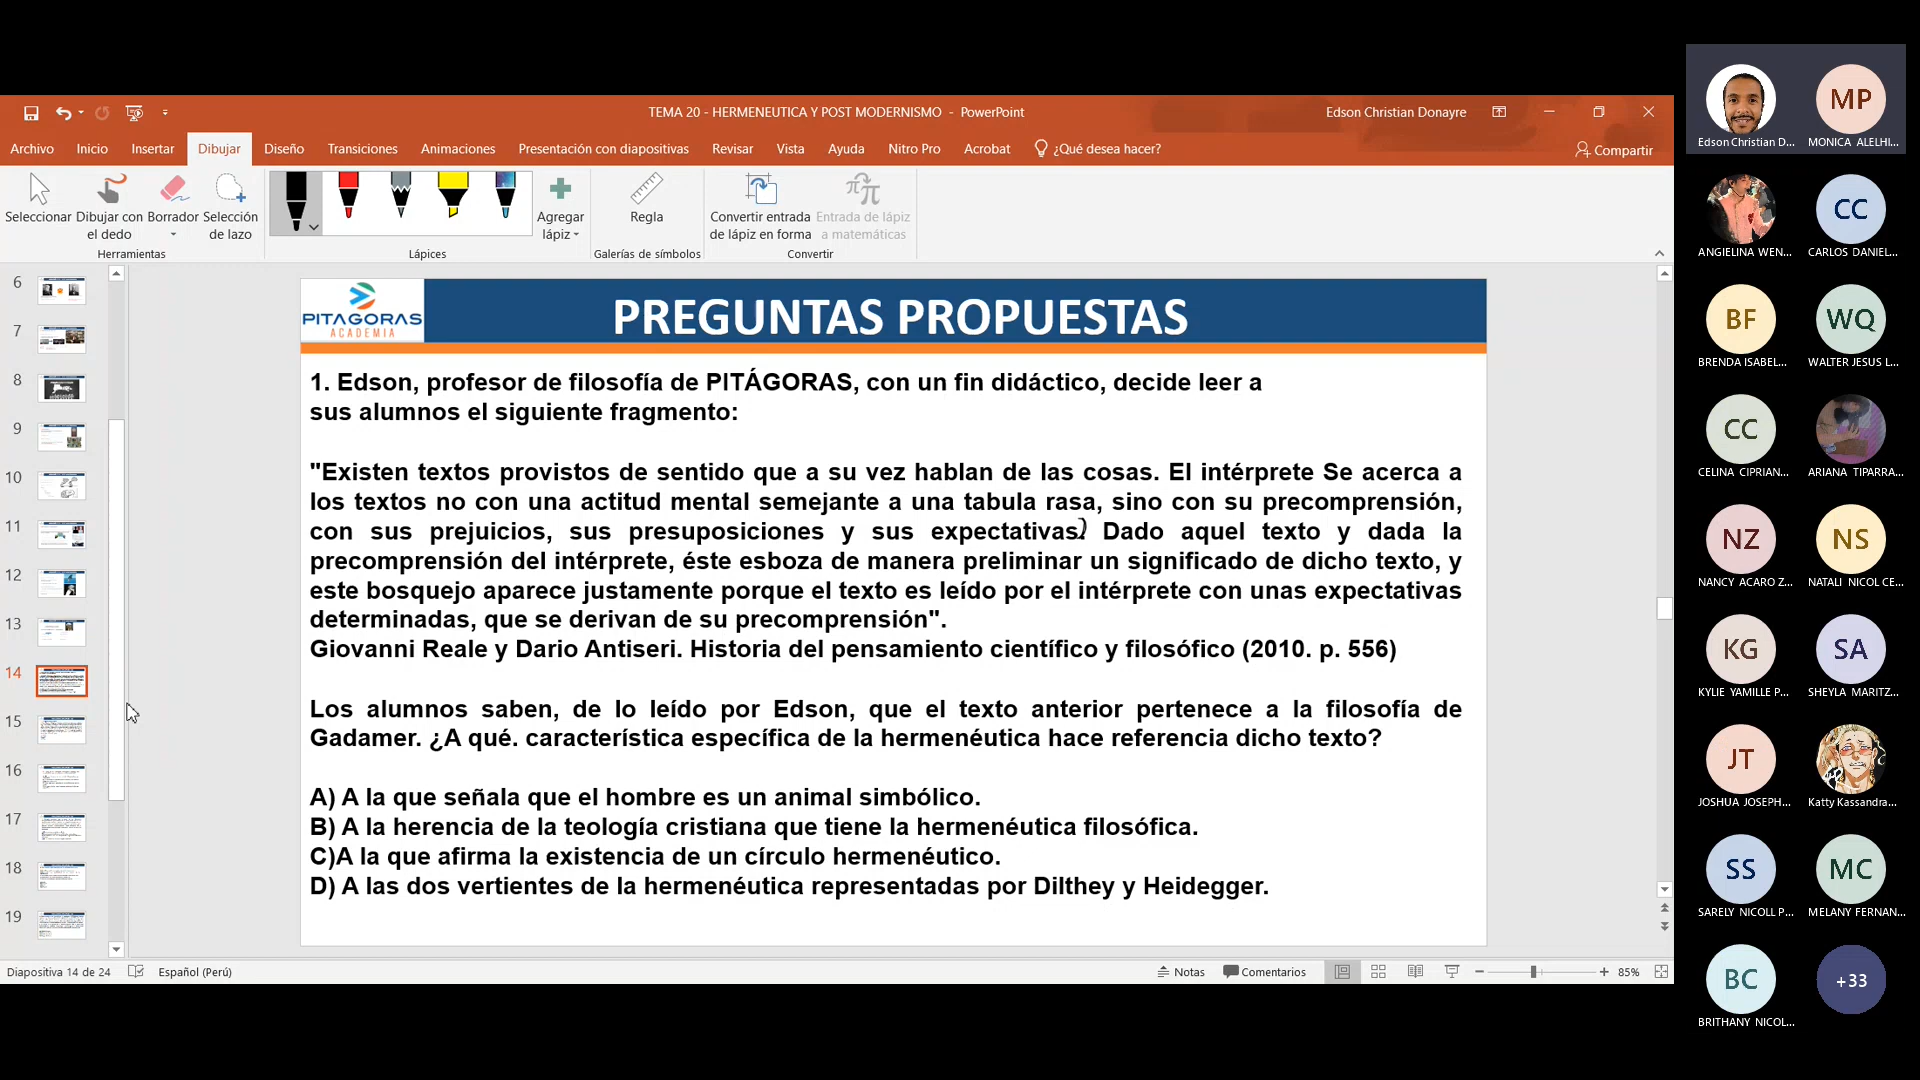 TEMA 20 - HERMENEUTICA Y POST MODERNISMO - PowerPoint
Edson Christian Donayre
Archivo Inicio Insertar Dibujar Diseño Transiciones Animaciones Presentación con diapositivas Revisar Vista Ayuda Nitro Pro Acrobat ¿Qué desea hacer? Compartir
Seleccionar
Dibujar con
el dedo
Borrador
Selección
de lazo
Herramientas
Lápices
Agregar
lápiz
Regla
Galerías de símbolos
Convertir entrada
de lápiz en forma
Entrada de lápiz
a matemáticas
Convertir
6
7
8
9
10
11
12
13
14
15
16
17
18
19
PITAGORAS
ACADEMIA
PREGUNTAS PROPUESTAS
1. Edson, profesor de filosofía de PITÁGORAS, con un fin didáctico, decide leer a
sus alumnos el siguiente fragmento:
"Existen textos provistos de sentido que a su vez hablan de las cosas. El intérprete Se acerca a
los textos no con una actitud mental semejante a una tabula rasa, sino con su precomprensión,
con sus prejuicios, sus presuposiciones y sus expectativas. Dado aquel texto y dada la
precomprensión del intérprete, éste esboza de manera preliminar un significado de dicho texto, y
este bosquejo aparece justamente porque el texto es leído por el intérprete con unas expectativas
determinadas, que se derivan de su precomprensión".
Giovanni Reale y Dario Antiseri. Historia del pensamiento científico y filosófico (2010. p. 556)
Los alumnos saben, de lo leído por Edson, que el texto anterior pertenece a la filosofía de
Gadamer. ¿A qué. característica específica de la hermenéutica hace referencia dicho texto?
A) A la que señala que el hombre es un animal simbólico.
B) A la herencia de la teología cristiana que tiene la hermenéutica filosófica.
C)A la que afirma la existencia de un círculo hermenéutico.
D) A las dos vertientes de la hermenéutica representadas por Dilthey y Heidegger.
Diapositiva 14 de 24 Español (Perú) Notas Comentarios 85%
MP
Edson Christian D... MONICA ALELHI...
CC
ANGIELINA WEN... CARLOS DANIEL...
BF WQ
BRENDA ISABEL... WALTER JESUS L...
CC
CELINA CIPRIAN... ARIANA TIPARRA...
NZ NS
NANCY ACARO Z... NATALI NICOL CE...
KG SA
KYLIE YAMILLE P... SHEYLA MARITZ...
JT
JOSHUA JOSEPH... Katty Kassandra...
SS MC
SARELY NICOLL P... MELANY FERNAN...
BC +33
BRITHANY NICOL...